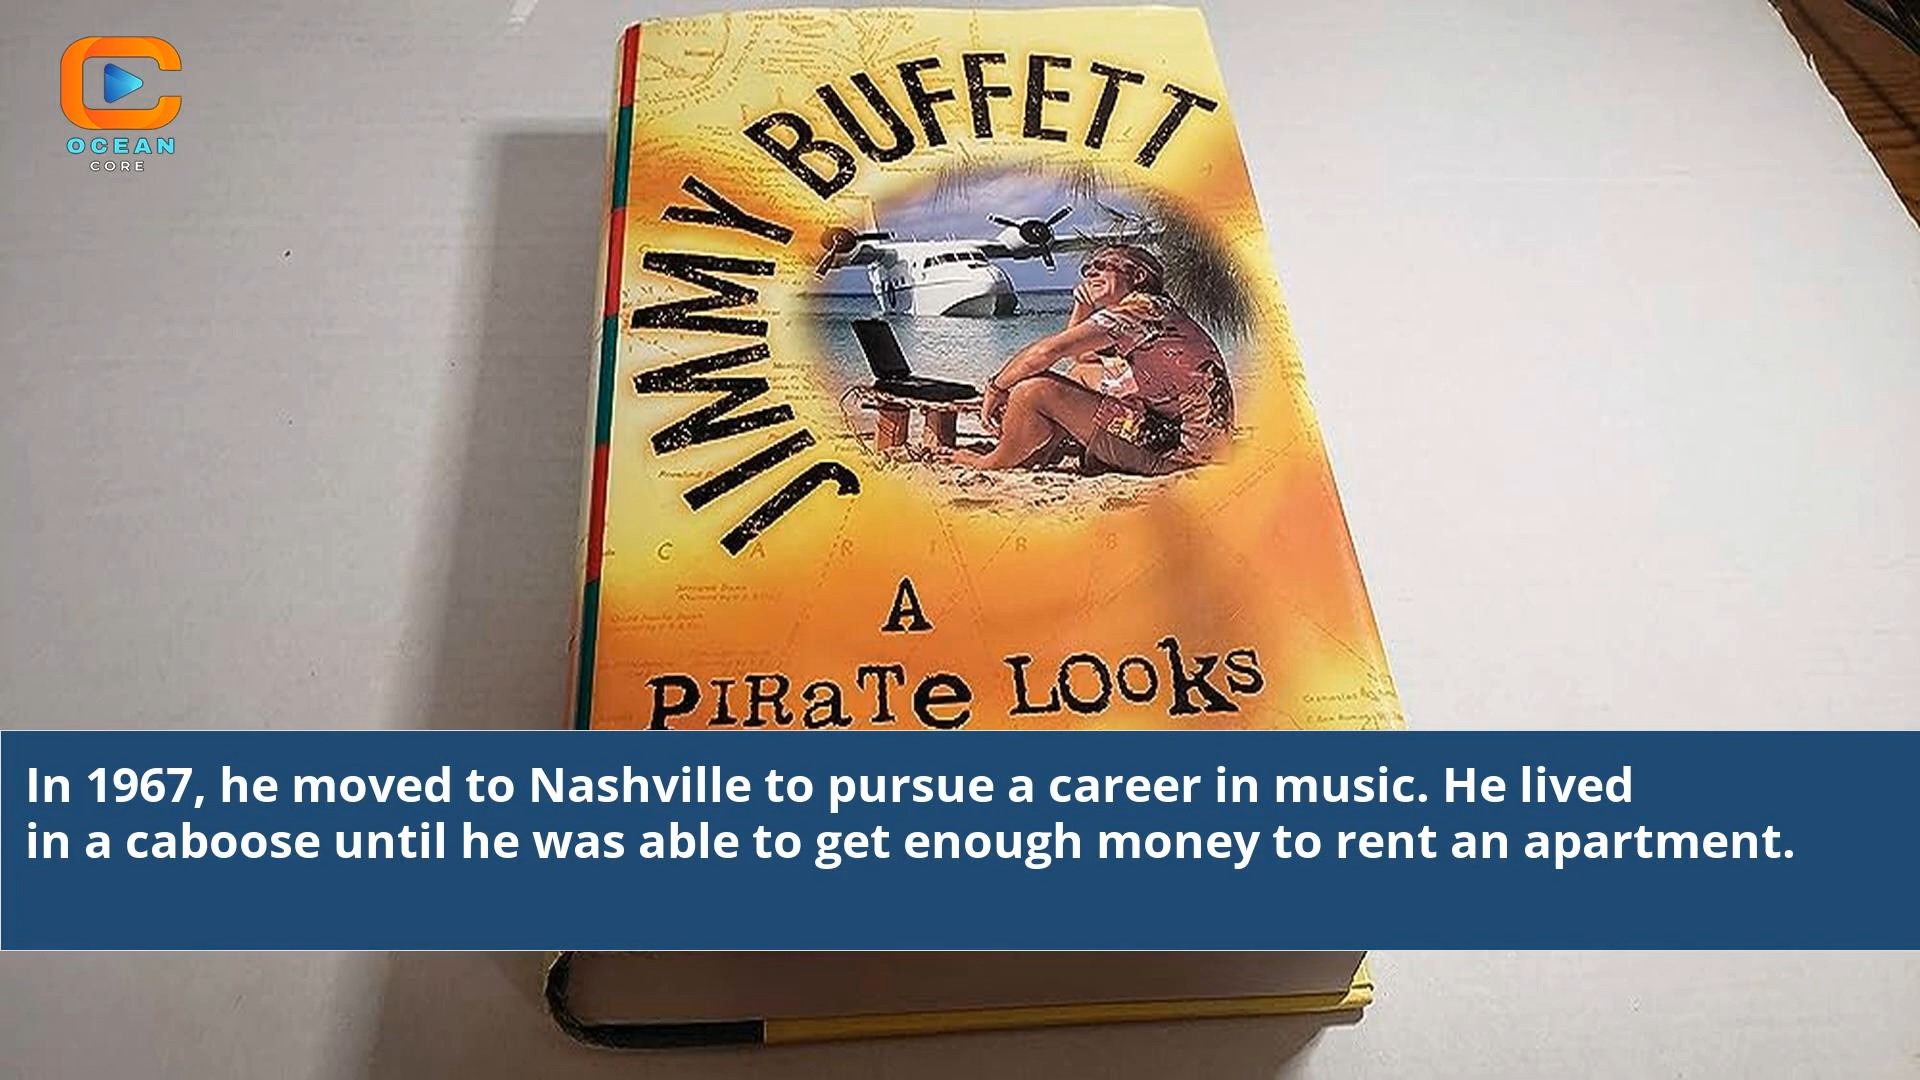 OCEAN
CORE
JIMMY BUFFETT
C A R I B B
A
PIRaTe LOOks
In 1967, he moved to Nashville to pursue a career in music. He lived
in a caboose until he was able to get enough money to rent an apartment.